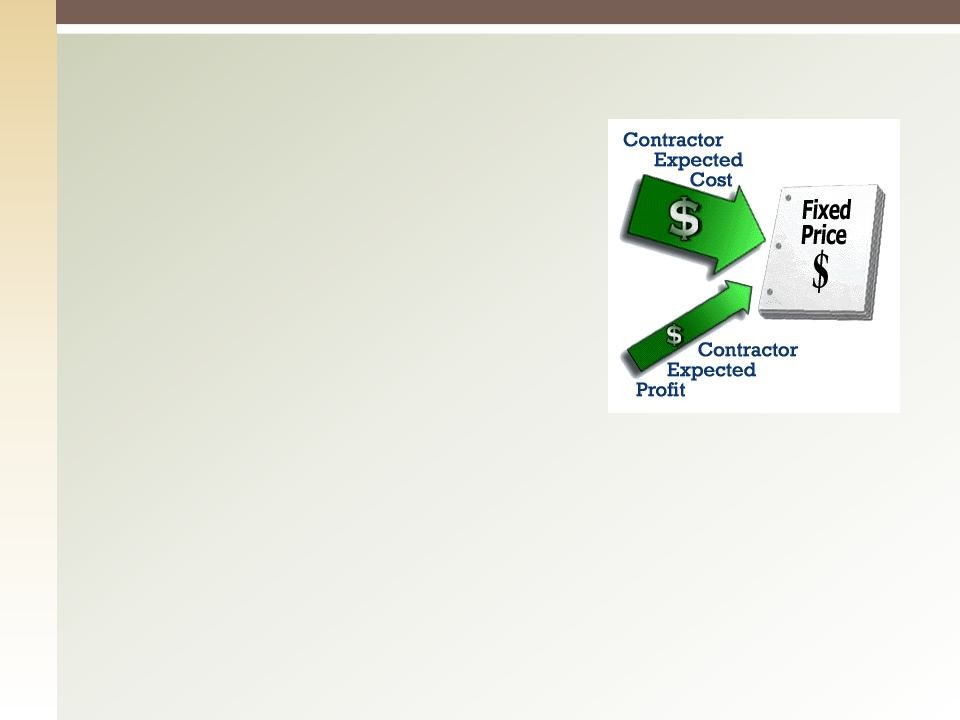 Contractor
Expected
Cost
$
Fixed
Price
$
$
Contractor
Expected
Profit